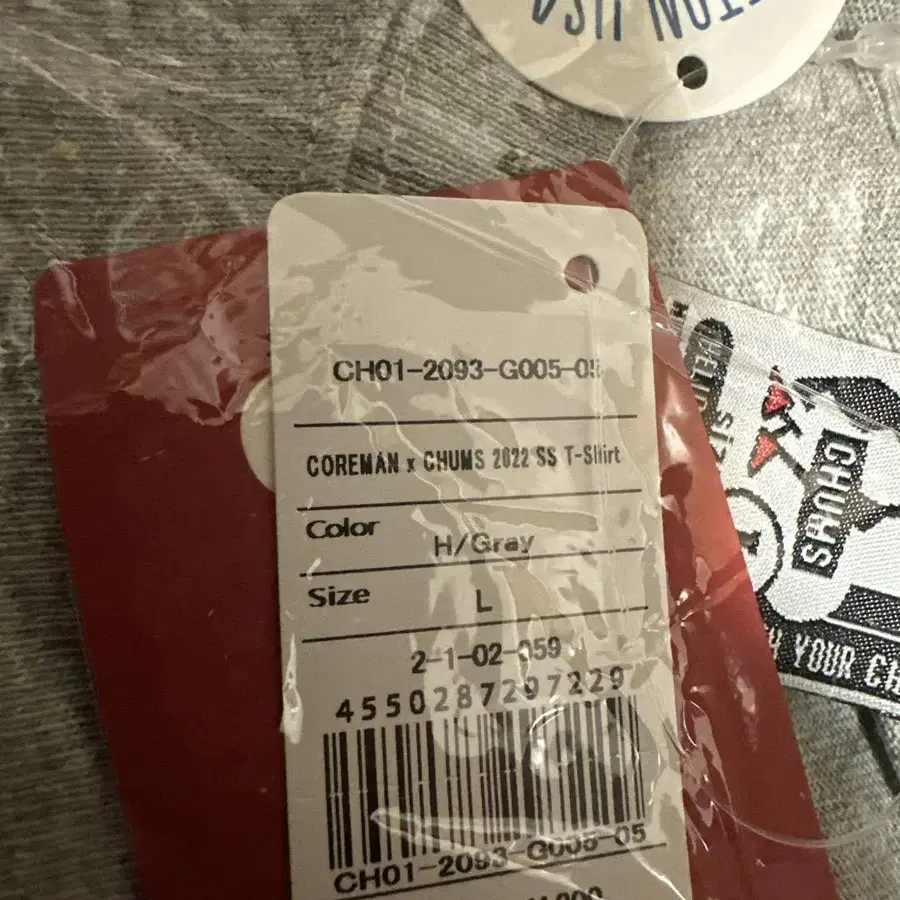 CH01-2093-G005-05
COREMAN x CHUMS 2022 SS T-Shirt
Color
H/Gray
Size
L
2-1-02-059
4550287297229
CH01-2093-G005-05
CHUMS
YOUR